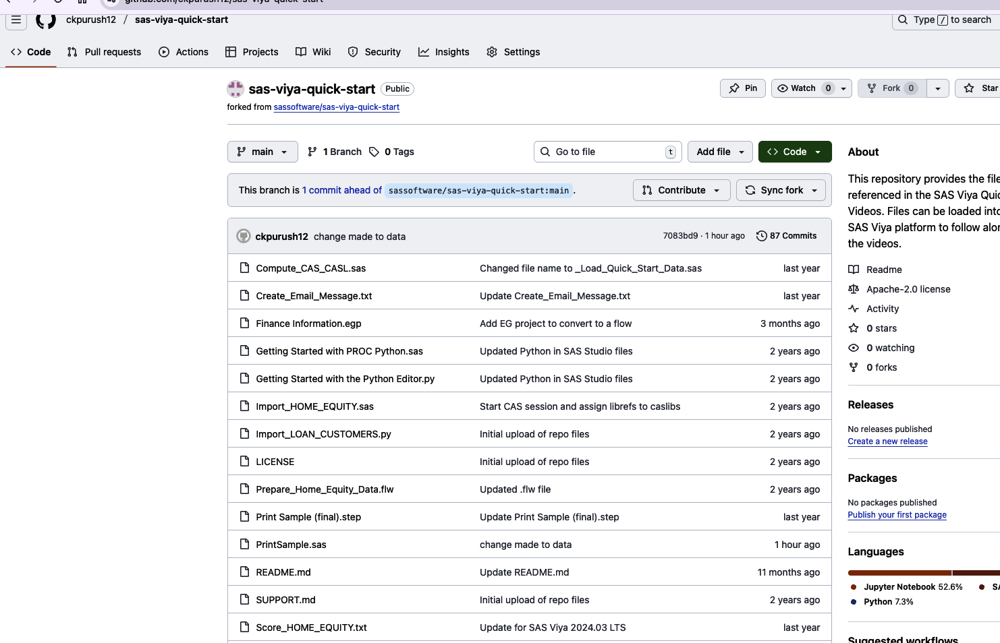 github.com/ckpurush12/sas-viya-quick-start
ckpurush12 / sas-viya-quick-start
Type / to search
Code Pull requests Actions Projects Wiki Security Insights Settings
sas-viya-quick-start Public
Pin Watch 0 Fork 0 Star
forked from sassoftware/sas-viya-quick-start
main 1 Branch 0 Tags Go to file t Add file Code
This branch is 1 commit ahead of sassoftware/sas-viya-quick-start:main .
Contribute Sync fork
ckpurush12 change made to data 7083bd9 · 1 hour ago 87 Commits
Compute_CAS_CASL.sas Changed file name to _Load_Quick_Start_Data.sas last year
Create_Email_Message.txt Update Create_Email_Message.txt last year
Finance Information.egp Add EG project to convert to a flow 3 months ago
Getting Started with PROC Python.sas Updated Python in SAS Studio files 2 years ago
Getting Started with the Python Editor.py Updated Python in SAS Studio files 2 years ago
Import_HOME_EQUITY.sas Start CAS session and assign librefs to caslibs 2 years ago
Import_LOAN_CUSTOMERS.py Initial upload of repo files 2 years ago
LICENSE Initial upload of repo files 2 years ago
Prepare_Home_Equity_Data.flw Updated .flw file 2 years ago
Print Sample (final).step Update Print Sample (final).step last year
PrintSample.sas change made to data 1 hour ago
README.md Update README.md 11 months ago
SUPPORT.md Initial upload of repo files 2 years ago
Score_HOME_EQUITY.txt Update for SAS Viya 2024.03 LTS last year
About
This repository provides the file
referenced in the SAS Viya Quic
Videos. Files can be loaded into
SAS Viya platform to follow alon
the videos.
Readme
Apache-2.0 license
Activity
0 stars
0 watching
0 forks
Releases
No releases published
Create a new release
Packages
No packages published
Publish your first package
Languages
Jupyter Notebook 52.6% SA
Python 7.3%
Suggested workflows